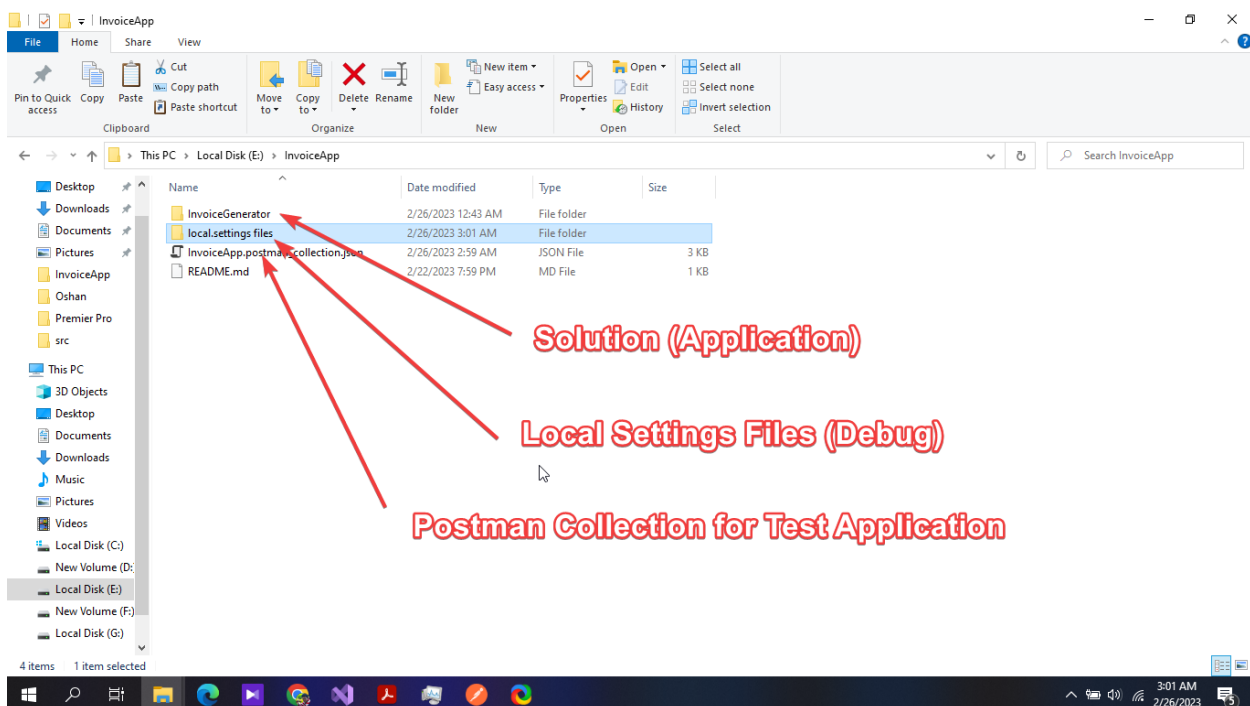 InvoiceApp
File Home Share View
Pin to Quick access Copy Paste Cut Copy path Paste shortcut
Move to Copy to Delete Rename New folder New item Easy access
Properties Open Edit History Select all Select none Invert selection
Clipboard Organize New Open Select
This PC > Local Disk (E:) > InvoiceApp Search InvoiceApp
Desktop
Downloads
Documents
Pictures
InvoiceApp
Oshan
Premier Pro
src
This PC
3D Objects
Desktop
Documents
Downloads
Music
Pictures
Videos
Local Disk (C:)
New Volume (D:
Local Disk (E:)
New Volume (F:)
Local Disk (G:)
Name Date modified Type Size
InvoiceGenerator 2/26/2023 12:43 AM File folder
local.settings files 2/26/2023 3:01 AM File folder
InvoiceApp.postman_collection.json 2/26/2023 2:59 AM JSON File 3 KB
README.md 2/22/2023 7:59 PM MD File 1 KB
Solution (Application)
Local Settings Files (Debug)
Postman Collection for Test Application
4 items 1 item selected
3:01 AM
2/26/2023
5